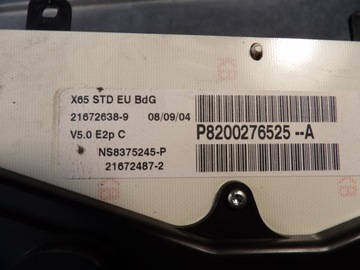 X65 STD EU BdG
21672638-9 08/09/04
V5.0 E2p C
P8200276525 --A
NS8375245-P
21672487-2